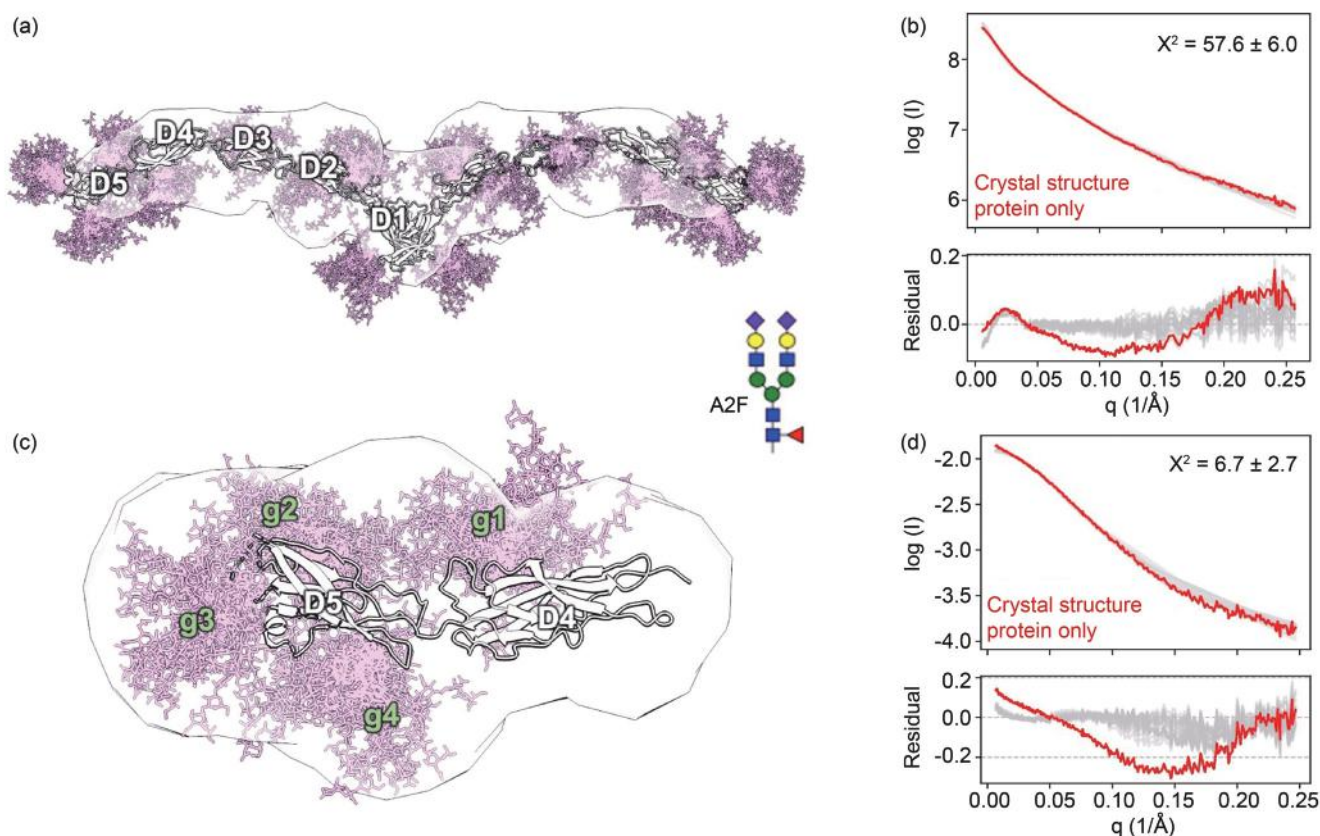 (a)
D4
D3
D5
D2
D1
(b)
X² = 57.6 ± 6.0
log (I)
8
7
6
Crystal structure
protein only
Residual
0.2
0.0
0.00 0.05 0.10 0.15 0.20 0.25
q (1/Å)
A2F
(c)
g2
g1
D5
D4
g3
g4
(d)
X² = 6.7 ± 2.7
log (I)
-2.0
-2.5
-3.0
-3.5
-4.0
Crystal structure
protein only
Residual
0.2
0.0
-0.2
0.00 0.05 0.10 0.15 0.20 0.25
q (1/Å)